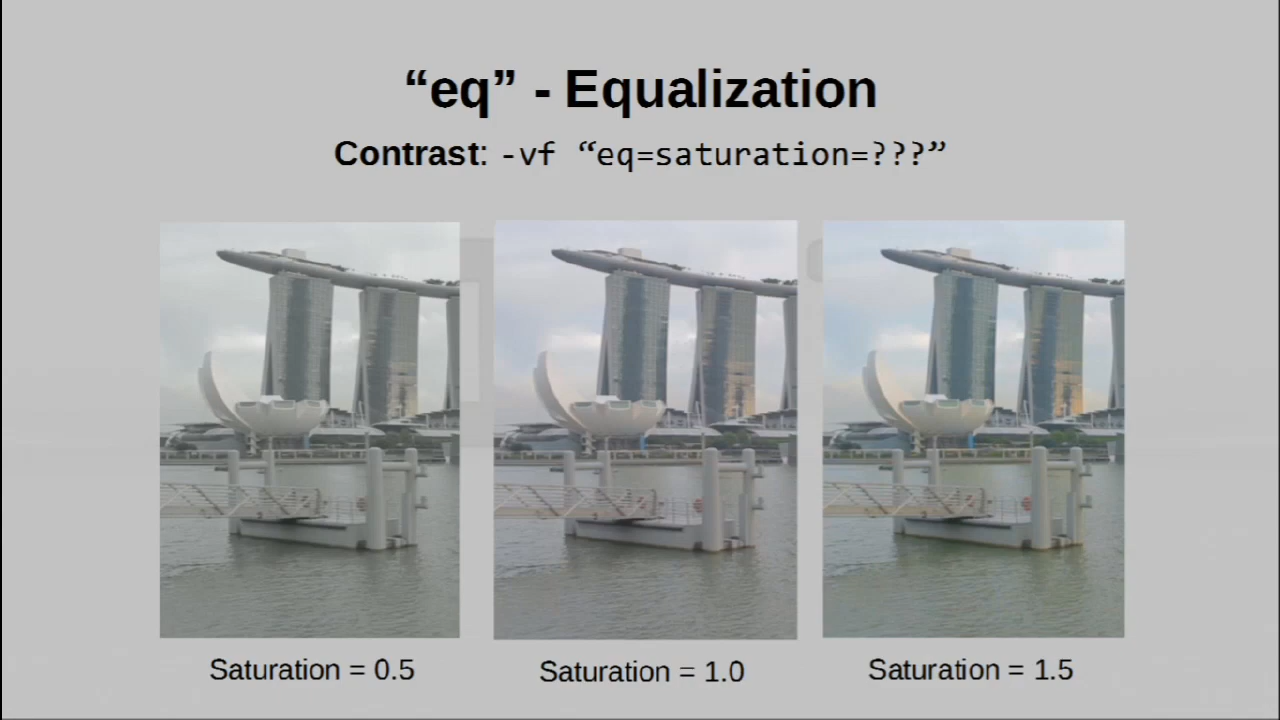 “eq” - Equalization
Contrast: -vf “eq=saturation=???”
Saturation = 0.5
Saturation = 1.0
Saturation = 1.5